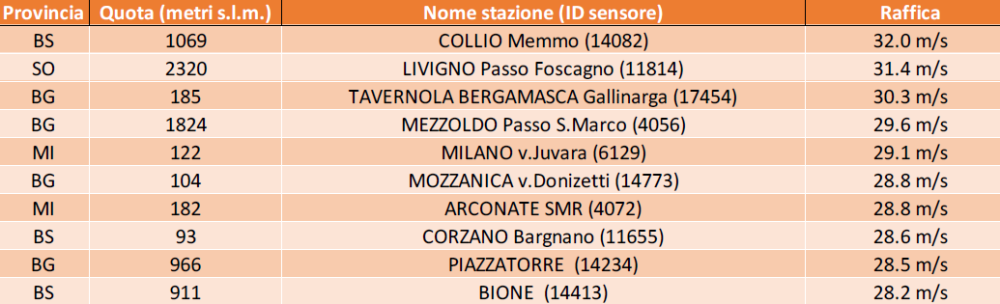 Provincia Quota (metri s.l.m.) Nome stazione (ID sensore) Raffica
BS 1069 COLLIO Memmo (14082) 32.0 m/s
SO 2320 LIVIGNO Passo Foscagno (11814) 31.4 m/s
BG 185 TAVERNOLA BERGAMASCA Gallinarga (17454) 30.3 m/s
BG 1824 MEZZOLDO Passo S.Marco (4056) 29.6 m/s
MI 122 MILANO v.Juvara (6129) 29.1 m/s
BG 104 MOZZANICA v.Donizetti (14773) 28.8 m/s
MI 182 ARCONATE SMR (4072) 28.8 m/s
BS 93 CORZANO Bargnano (11655) 28.6 m/s
BG 966 PIAZZATORRE (14234) 28.5 m/s
BS 911 BIONE (14413) 28.2 m/s